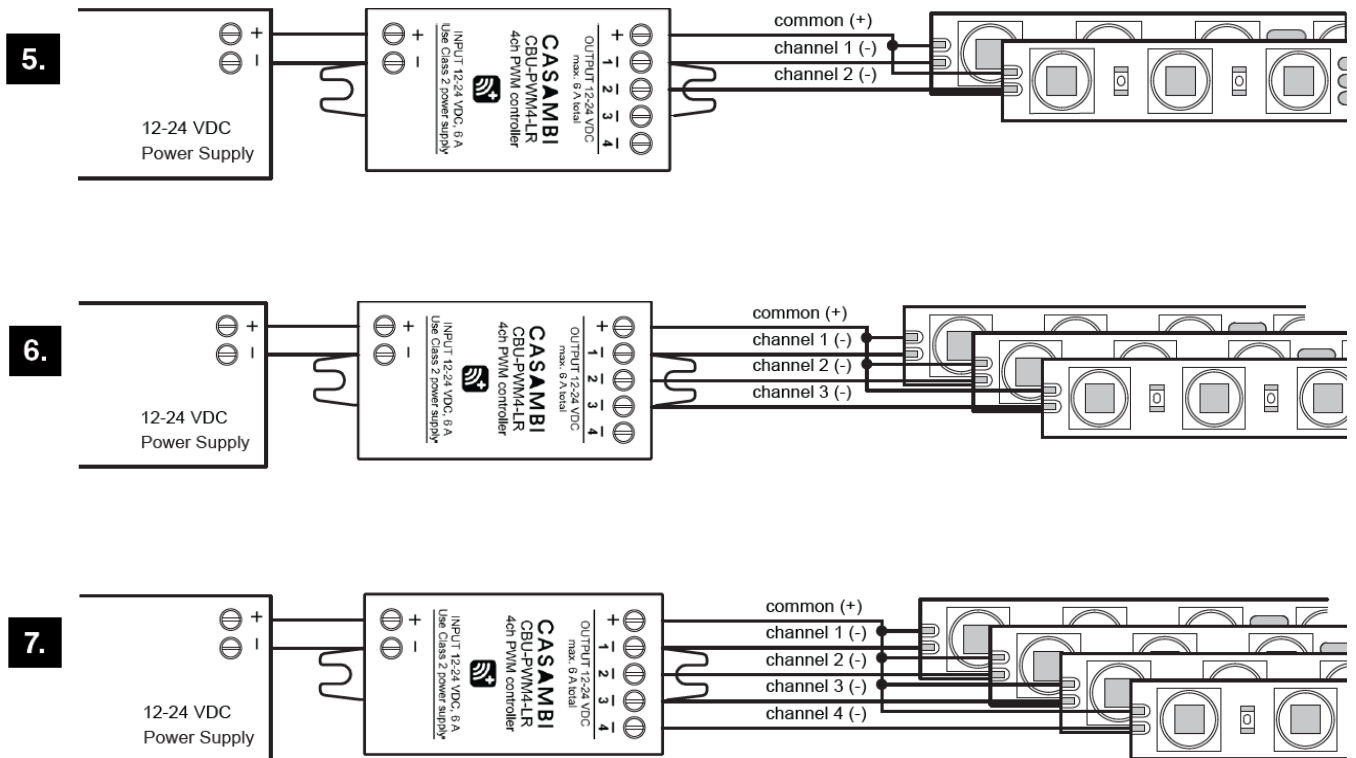 5.
+
−
12-24 VDC
Power Supply
+
−
INPUT 12-24 VDC, 6 A
Use Class 2 power supply
CASAMBI
CBU-PWM4-LR
4ch PWM controller
OUTPUT 12-24 VDC
max. 6 A total
+
1 −
2 −
3 −
4 −
common (+)
channel 1 (-)
channel 2 (-)
6.
+
−
12-24 VDC
Power Supply
+
−
INPUT 12-24 VDC, 6 A
Use Class 2 power supply
CASAMBI
CBU-PWM4-LR
4ch PWM controller
OUTPUT 12-24 VDC
max. 6 A total
+
1 −
2 −
3 −
4 −
common (+)
channel 1 (-)
channel 2 (-)
channel 3 (-)
7.
+
−
12-24 VDC
Power Supply
+
−
INPUT 12-24 VDC, 6 A
Use Class 2 power supply
CASAMBI
CBU-PWM4-LR
4ch PWM controller
OUTPUT 12-24 VDC
max. 6 A total
+
1 −
2 −
3 −
4 −
common (+)
channel 1 (-)
channel 2 (-)
channel 3 (-)
channel 4 (-)